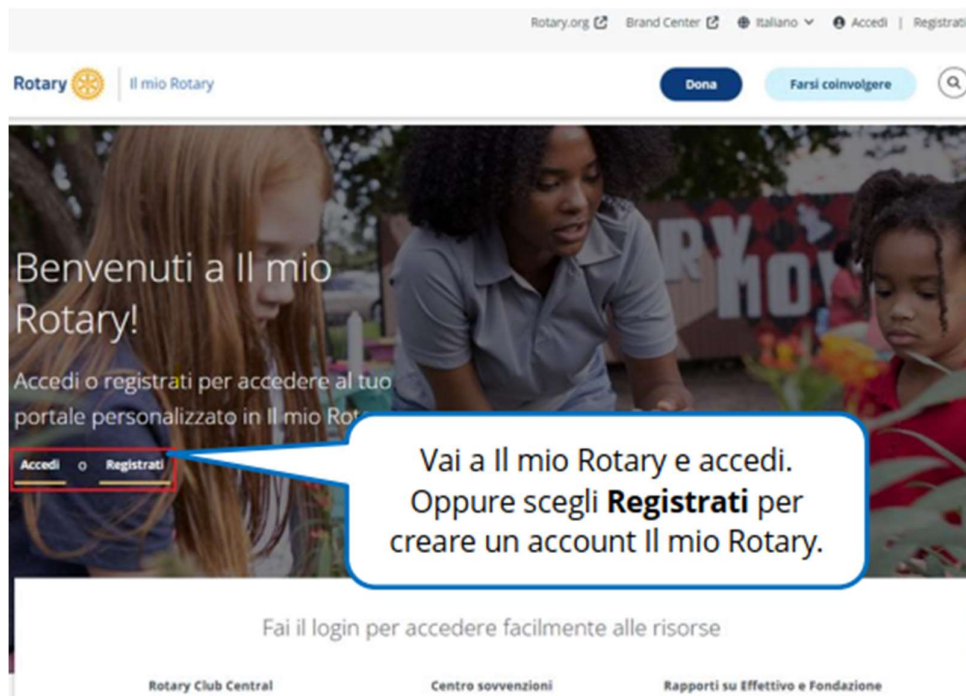 Rotary.org Brand Center Italiano Accedi | Registrati
Rotary Il mio Rotary Dona Farsi coinvolgere
Benvenuti a Il mio
Rotary!
Accedi o registrati per accedere al tuo
portale personalizzato in Il mio
Accedi o Registrati
Vai a Il mio Rotary e accedi.
Oppure scegli Registrati per
creare un account Il mio Rotary.
Fai il login per accedere facilmente alle risorse
Rotary Club Central Centro sovvenzioni Rapporti su Effettivo e Fondazione